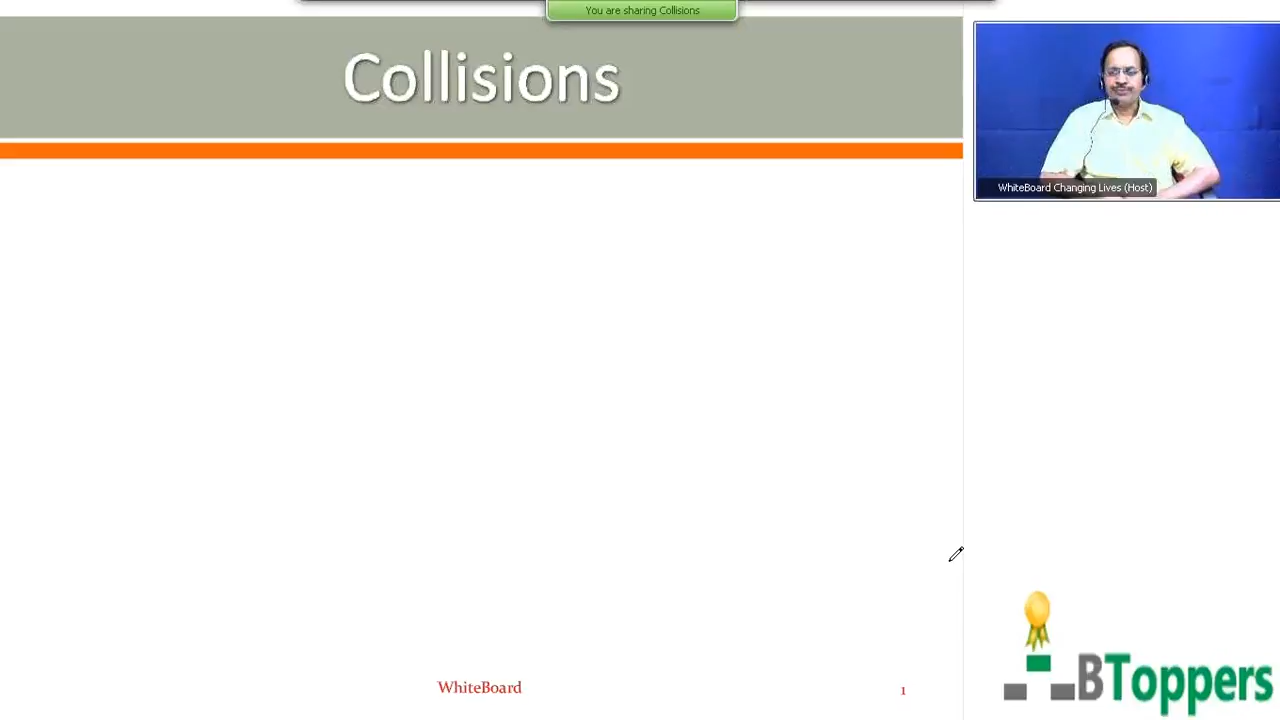 You are sharing Collisions
Collisions
WhiteBoard Changing Lives (Host)
WhiteBoard
1
BToppers